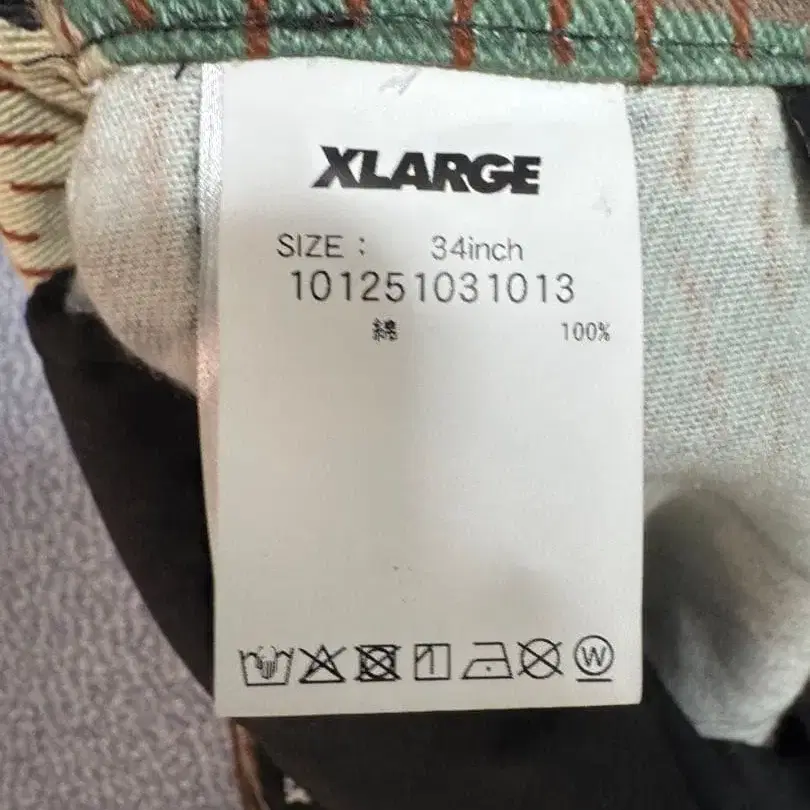 XLARGE
SIZE : 34inch
101251031013
綿 100%
W